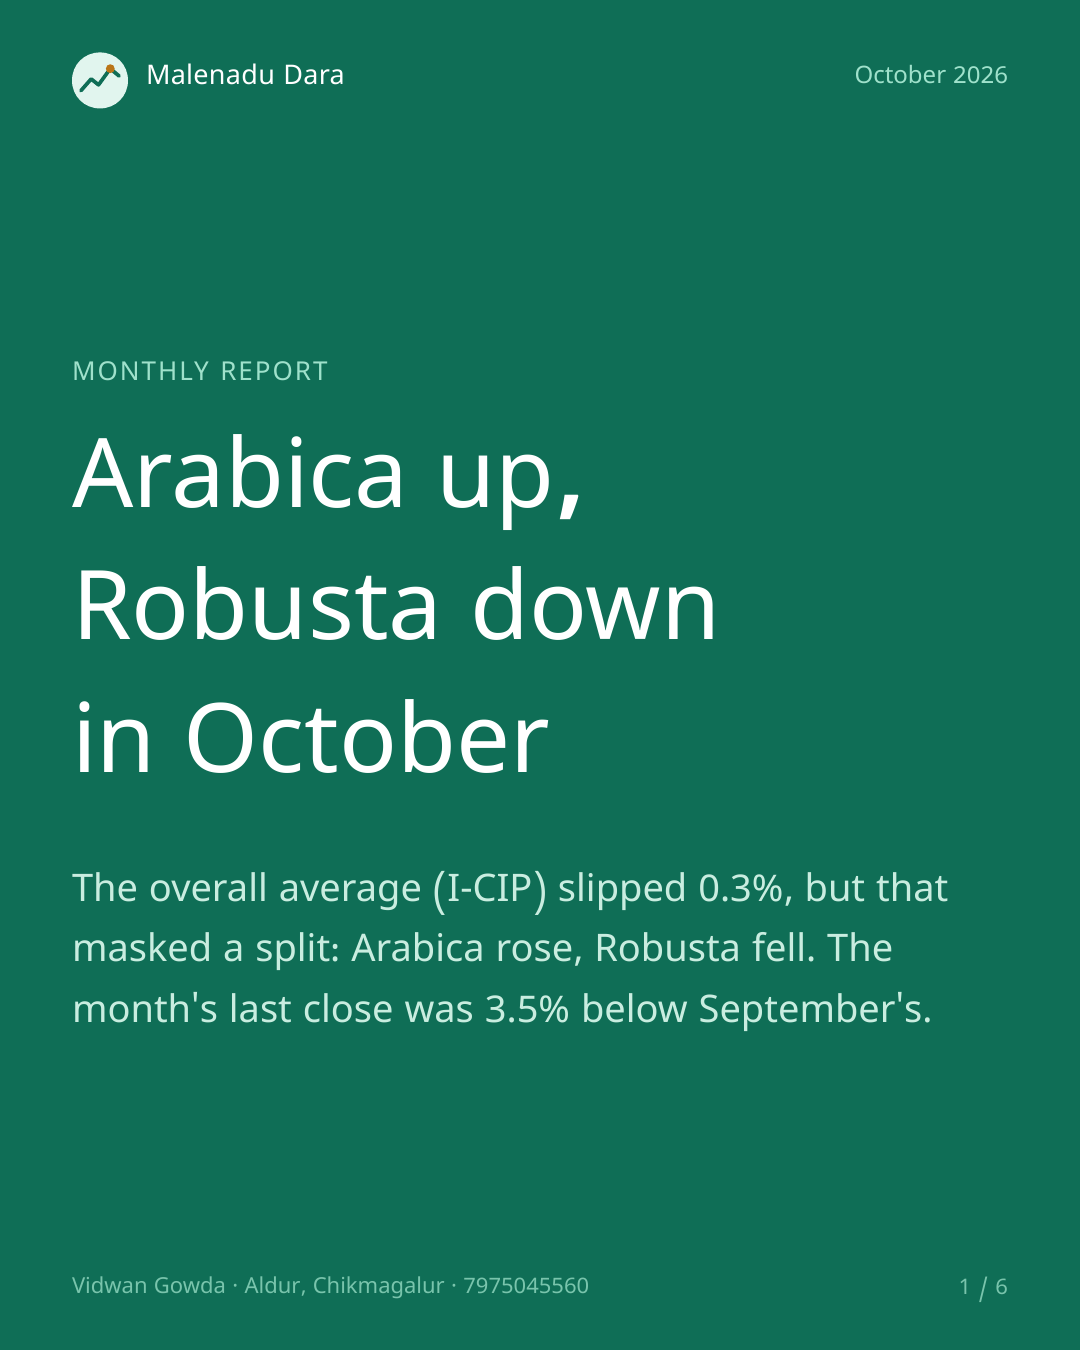 Malenadu Dara
October 2026
MONTHLY REPORT
Arabica up,
Robusta down
in October
The overall average (I-CIP) slipped 0.3%, but that
masked a split: Arabica rose, Robusta fell. The
month's last close was 3.5% below September's.
Vidwan Gowda · Aldur, Chikmagalur · 7975045560
1 / 6